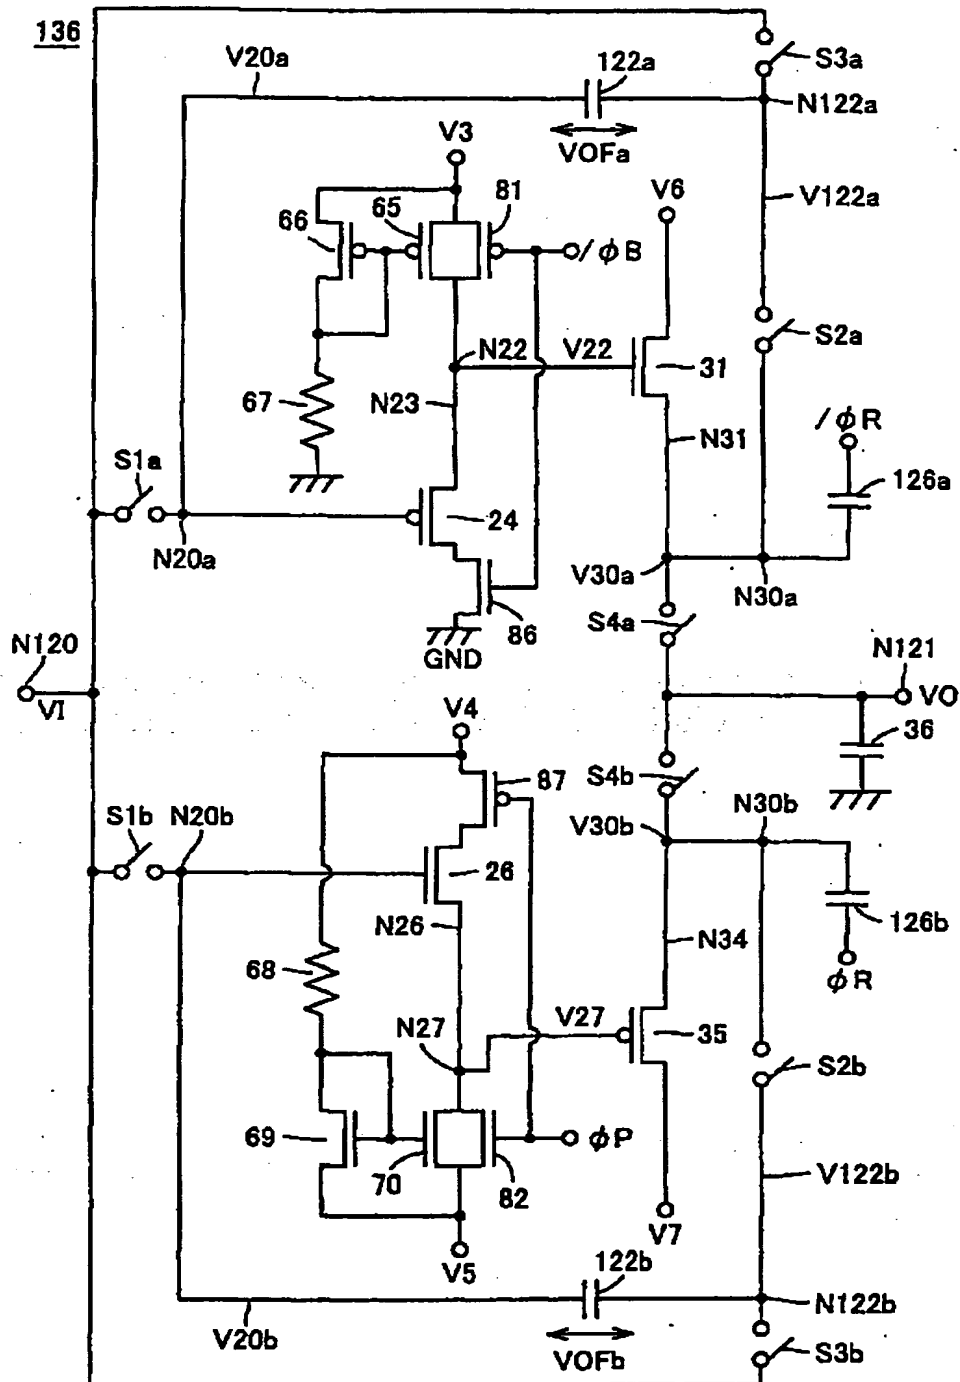 136
V20a
122a
S3a
N122a
VOFa
V3
V6
V122a
66
65
81
/φB
S2a
N22
V22
31
67
N23
N31
/φR
S1a
126a
N20a
24
V30a
N30a
86
S4a
GND
N120
N121
VI
VO
V4
36
87
S4b
S1b
N20b
V30b
N30b
26
N26
126b
N34
68
φR
N27
V27
35
S2b
69
φP
70
82
V122b
V7
V5
122b
N122b
V20b
VOFb
S3b